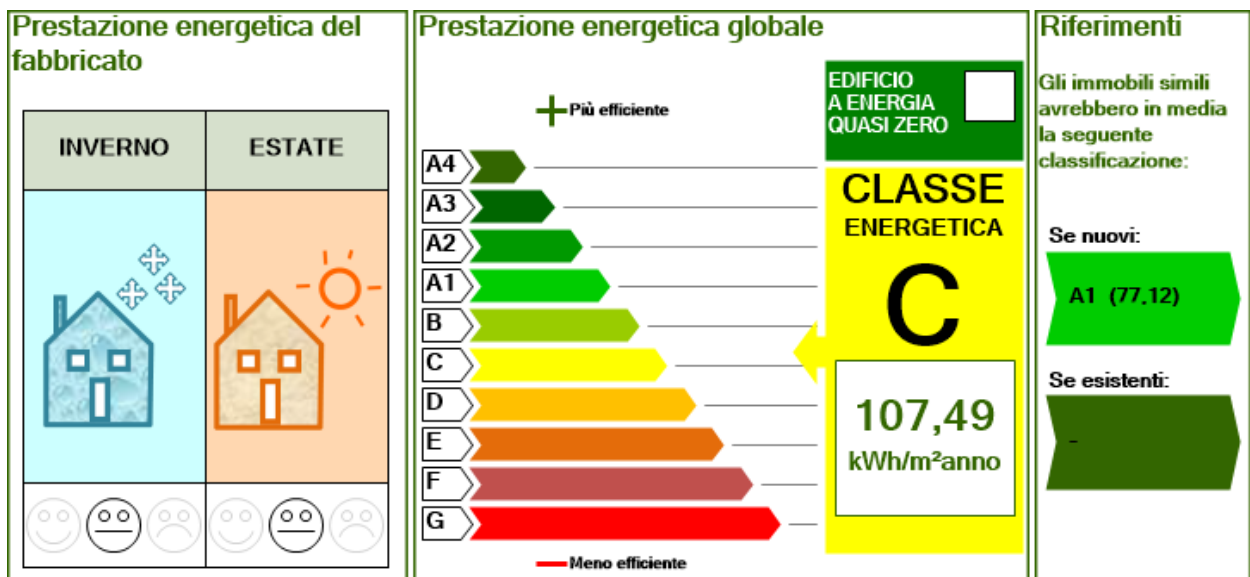 Prestazione energetica del
fabbricato
INVERNO
ESTATE
Prestazione energetica globale
Più efficiente
A4
A3
A2
A1
B
C
D
E
F
G
Meno efficiente
EDIFICIO
A ENERGIA
QUASI ZERO
CLASSE
ENERGETICA
C
107,49
kWh/m²anno
Riferimenti
Gli immobili simili
avrebbero in media
la seguente
classificazione:
Se nuovi:
A1 (77,12)
Se esistenti:
-